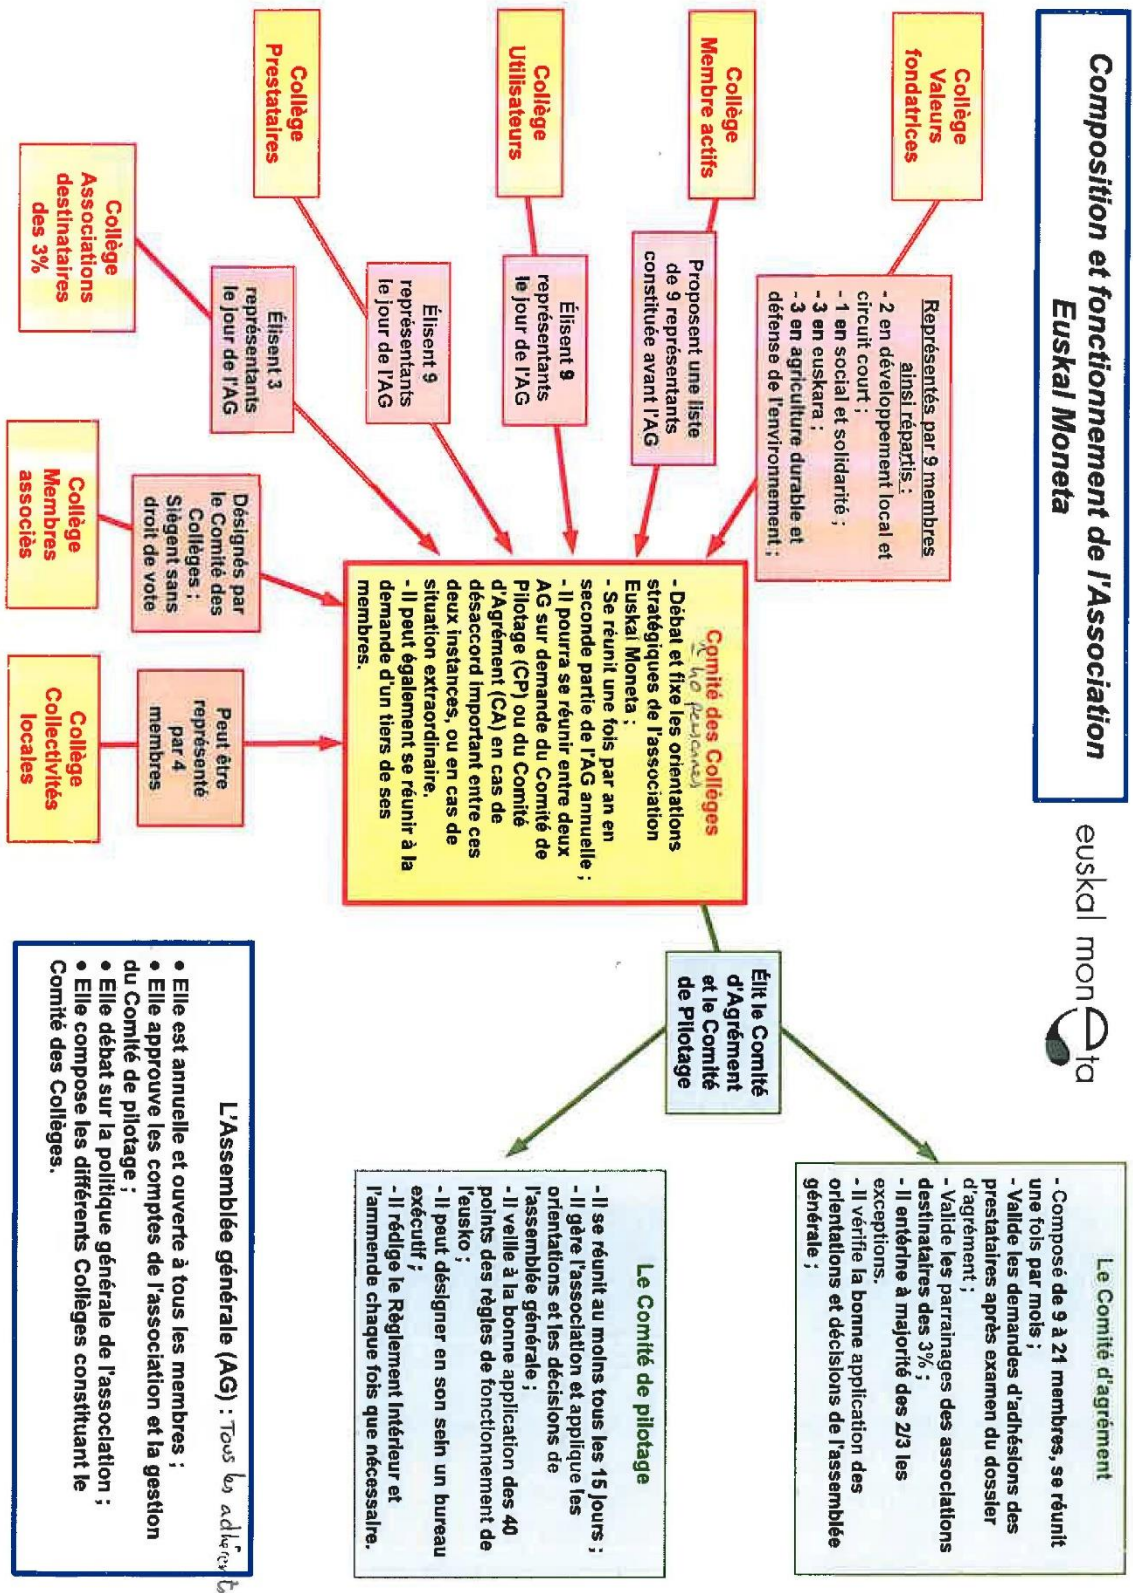 Composition et fonctionnement de l'Association
Euskal Moneta
euskal moneta
Collège
Valeurs
fondatrices
Représentés par 9 membres
ainsi répartis :
- 2 en développement local et
circuit court ;
- 1 en social et solidarité ;
- 3 en euskara ;
- 3 en agriculture durable et
défense de l'environnement ;
Collège
Membre actifs
Proposent une liste
de 9 représentants
constituée avant l'AG
Collège
Utilisateurs
Élisent 9
représentants
le jour de l'AG
Collège
Prestataires
Élisent 9
représentants
le jour de l'AG
Collège
Associations
destinataires
des 3%
Élisent 3
représentants
le jour de l'AG
Collège
Membres
associés
Désignés par
le Comité des
Collèges ;
Siègent sans
droit de vote
Collège
Collectivités
locales
Peut être
représenté
par 4
membres
Comité des Collèges
40 personnes
- Débat et fixe les orientations
stratégiques de l'association
Euskal Moneta ;
- Se réunit une fois par an en
seconde partie de l'AG annuelle ;
- Il pourra se réunir entre deux
AG sur demande du Comité de
Pilotage (CP) ou du Comité
d'Agrément (CA) en cas de
désaccord important entre ces
deux instances, ou en cas de
situation extraordinaire.
- Il peut également se réunir à la
demande d'un tiers de ses
membres.
Élit le Comité
d'Agrément
et le Comité
de Pilotage
Le Comité d'agrément
- Composé de 9 à 21 membres, se réunit
une fois par mois ;
- Valide les demandes d'adhésions des
prestataires après examen du dossier
d'agrément ;
- Valide les parrainages des associations
destinataires des 3% ;
- Il entérine à majorité des 2/3 les
exceptions.
- Il vérifie la bonne application des
orientations et décisions de l'assemblée
générale ;
Le Comité de pilotage
- Il se réunit au moins tous les 15 jours ;
- Il gère l'association et applique les
orientations et les décisions de
l'assemblée générale ;
- Il veille à la bonne application des 40
points des règles de fonctionnement de
l'eusko ;
- Il peut désigner en son sein un bureau
exécutif ;
- Il rédige le Règlement Intérieur et
l'ammende chaque fois que nécessaire.
L'Assemblée générale (AG) : Tous les adhérents
• Elle est annuelle et ouverte à tous les membres ;
• Elle approuve les comptes de l'association et la gestion
du Comité de pilotage ;
• Elle débat sur la politique générale de l'association ;
• Elle compose les différents Collèges constituant le
Comité des Collèges.